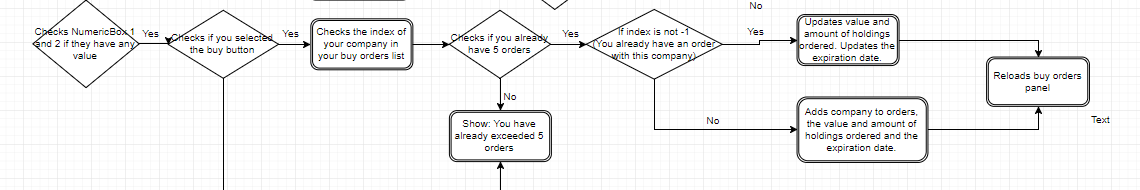 No
Checks NumericBox 1
and 2 if they have any
value
Yes
Checks if you selected
the buy button
Yes
Checks the index of
your company in
your buy orders list
Checks if you already
have 5 orders
Yes
If index is not -1
(You already have an order
with this company)
Yes
Updates value and
amount of holdings
ordered. Updates the
expiration date.
Reloads buy orders
panel
No
Show: You have
already exceeded 5
orders
No
Adds company to orders,
the value and amount of
holdings ordered and the
expiration date.
Text